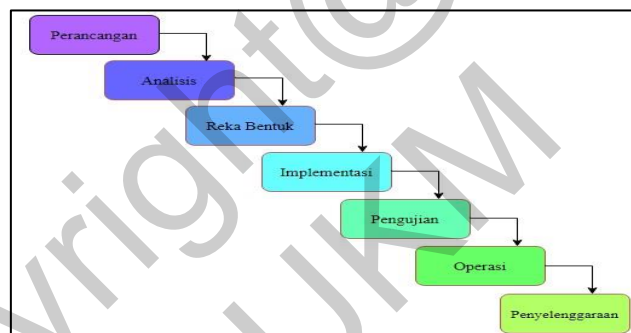 Perancangan
Analisis
Reka Bentuk
Implementasi
Pengujian
Operasi
Penyelenggaraan